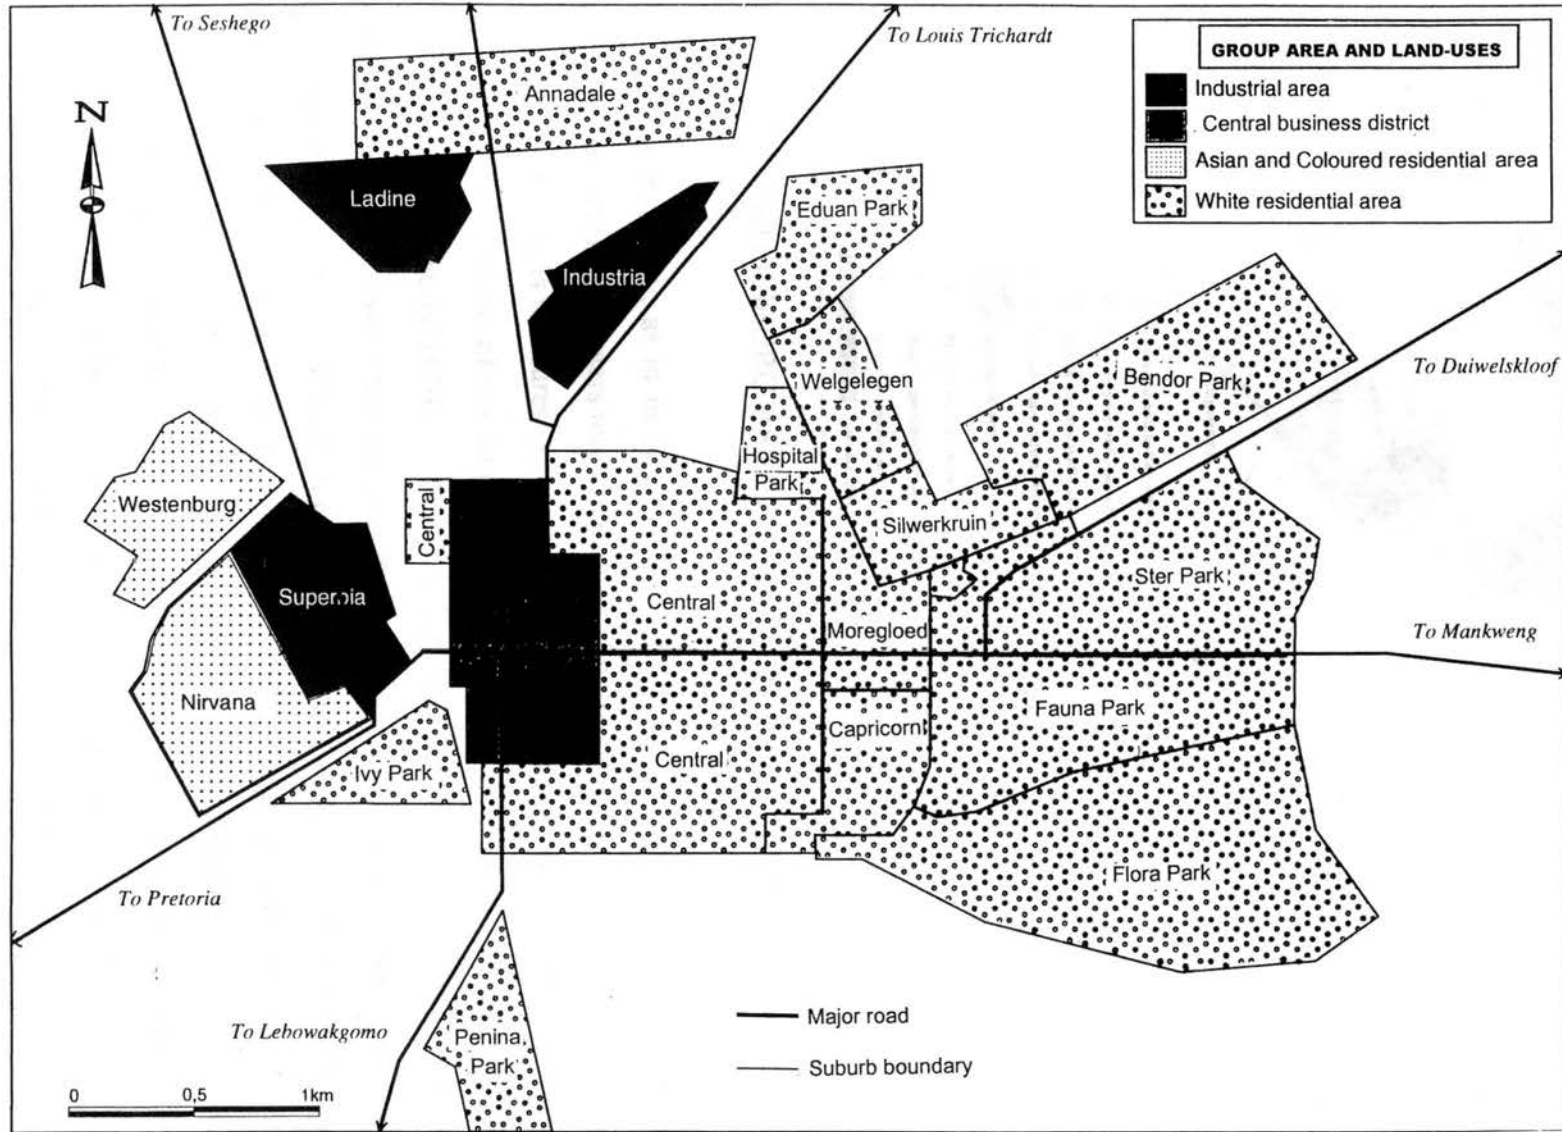 To Seshego
To Louis Trichardt
GROUP AREA AND LAND-USES
Industrial area
Central business district
Asian and Coloured residential area
White residential area
N
Annadale
Ladine
Industria
Eduan Park
Welgelegen
Bendor Park
To Duiwelskloof
Hospital
Park
Westenburg
Central
Silwerkruin
Superbia
Central
Ster Park
Moregloed
To Mankweng
Nirvana
Fauna Park
Capricorn
Ivy Park
Central
Flora Park
To Pretoria
To Lebowakgomo
Penina
Park
Major road
Suburb boundary
0 0,5 1km